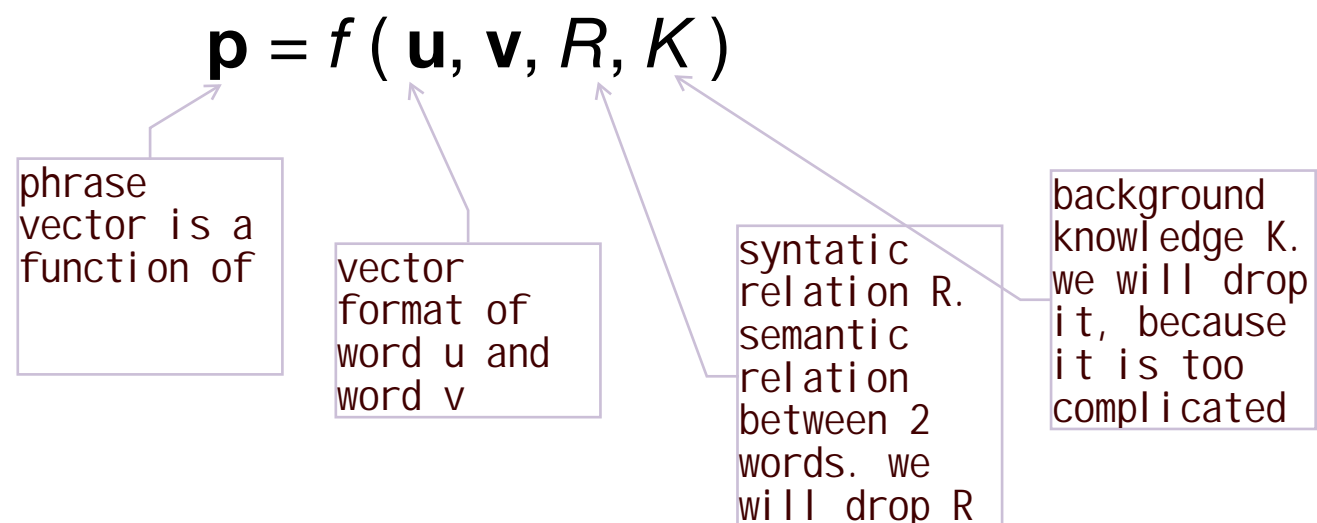 p = f ( u, v, R, K )
phrase
vector is a
function of
vector
format of
word u and
word v
syntatic
relation R.
semantic
relation
between 2
words. we
will drop R
background
knowledge K.
we will drop
it, because
it is too
complicated